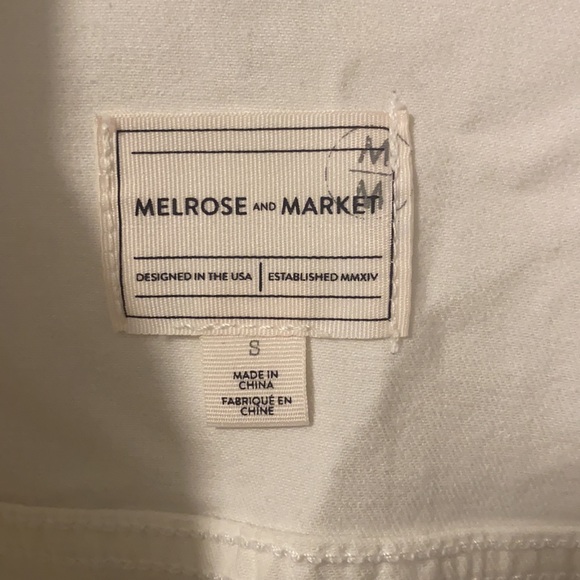 M
M
MELROSE AND MARKET
DESIGNED IN THE USA | ESTABLISHED MMXIV
S
MADE IN
CHINA
FABRIQUÉ EN
CHINE